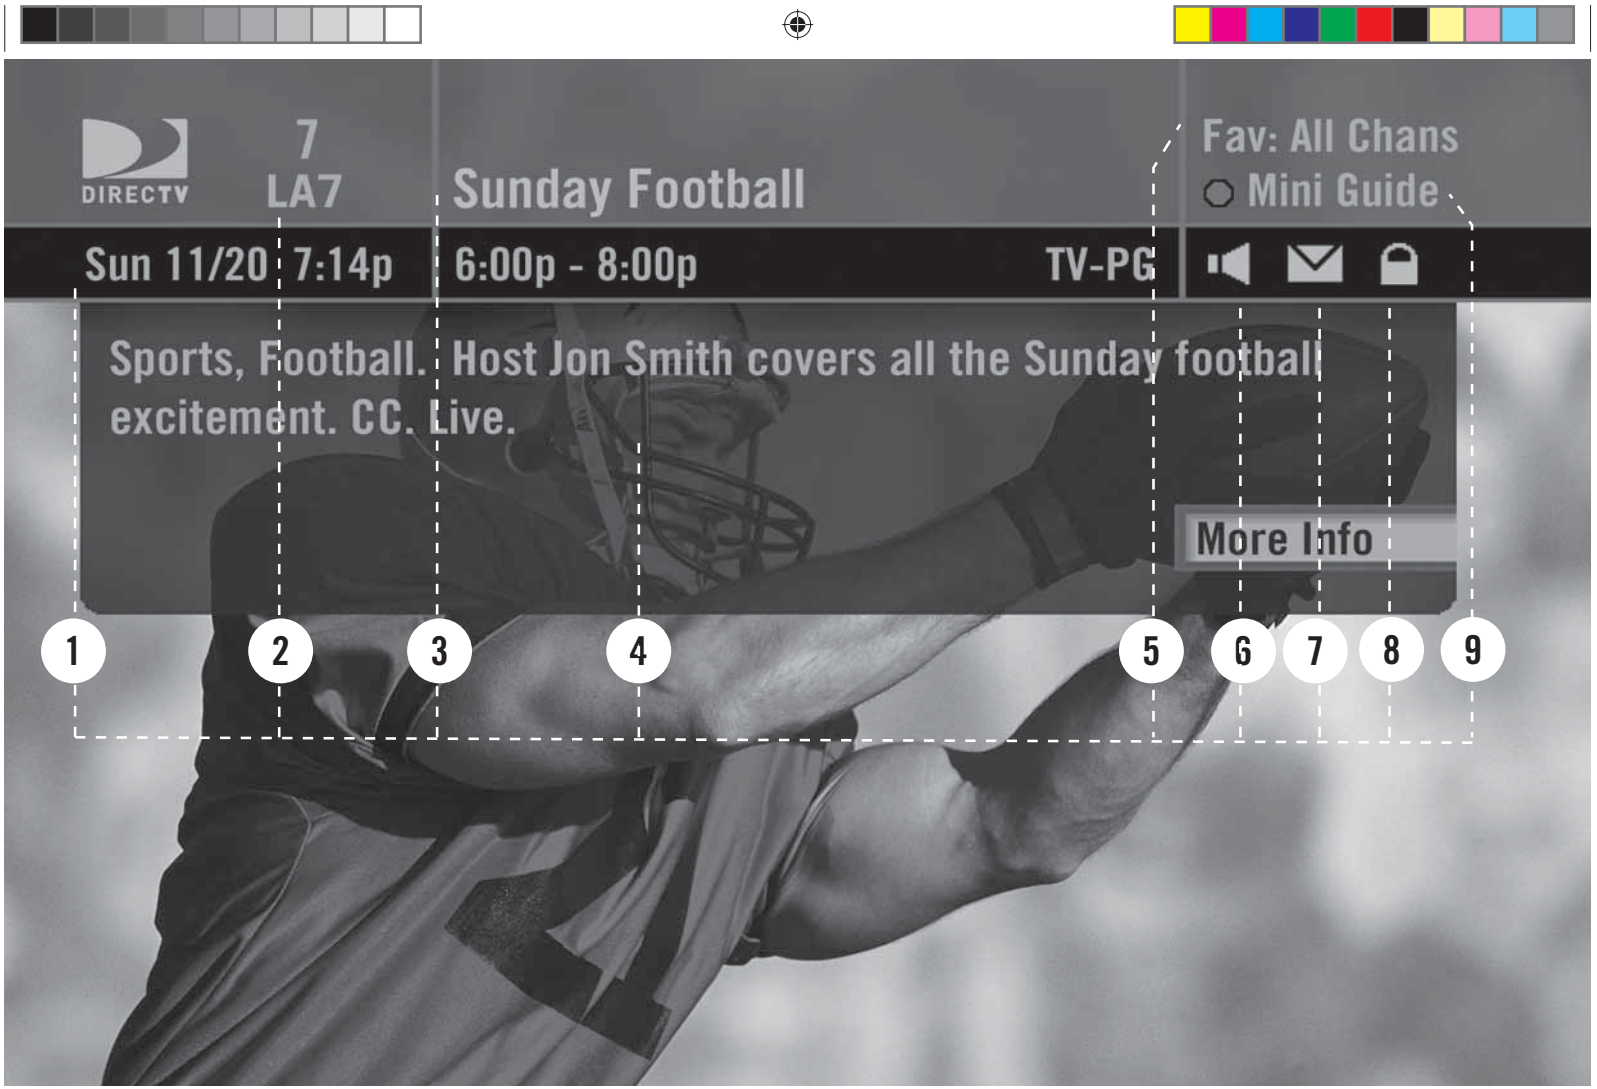 7
Fav: All Chans
DIRECTV
LA7
Sunday Football
Mini Guide
Sun 11/20 7:14p
6:00p - 8:00p
TV-PG
Sports, Football. Host Jon Smith covers all the Sunday football
excitement. CC. Live.
More Info
1 2 3 4 5 6 7 8 9